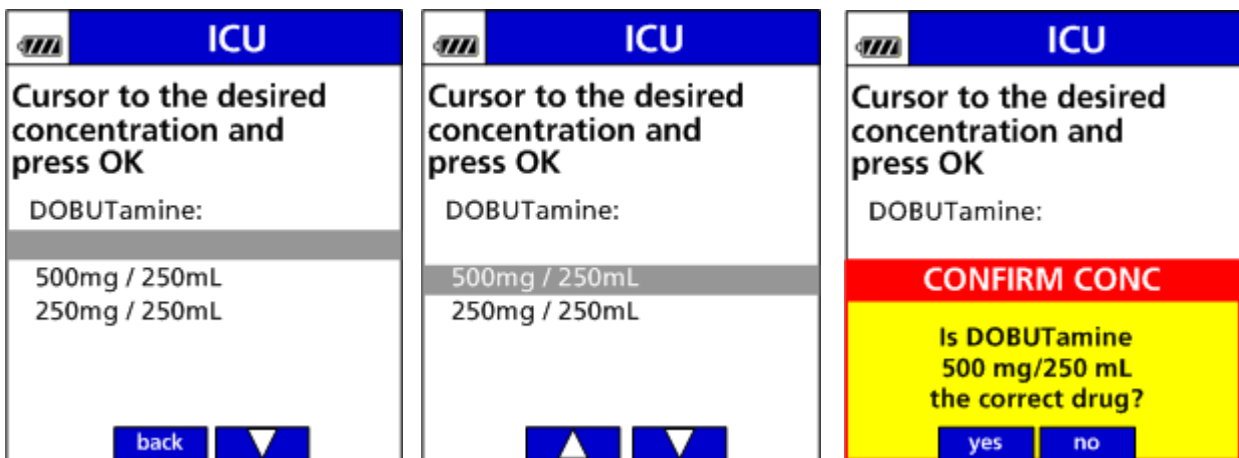 ICU
Cursor to the desired
concentration and
press OK
DOBUTamine:
500mg / 250mL
250mg / 250mL
back
ICU
Cursor to the desired
concentration and
press OK
DOBUTamine:
500mg / 250mL
250mg / 250mL
ICU
Cursor to the desired
concentration and
press OK
DOBUTamine:
CONFIRM CONC
Is DOBUTamine
500 mg/250 mL
the correct drug?
yes no